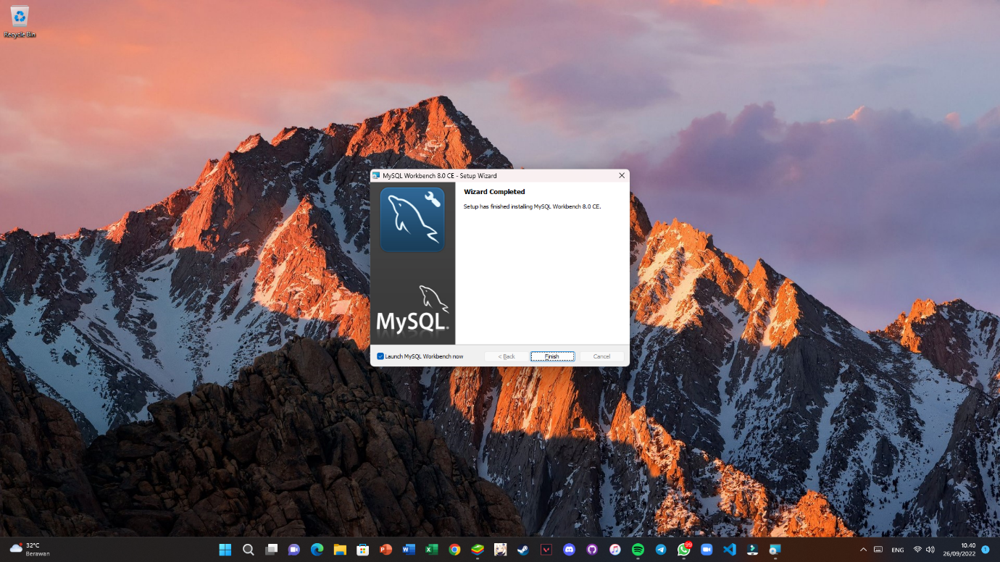 Recycle Bin
MySQL Workbench 8.0 CE - Setup Wizard
Wizard Completed
Setup has finished installing MySQL Workbench 8.0 CE.
MySQL®
Launch MySQL Workbench now
< Back
Finish
Cancel
32°C
Berawan
99
ENG
10.40
26/09/2022
1